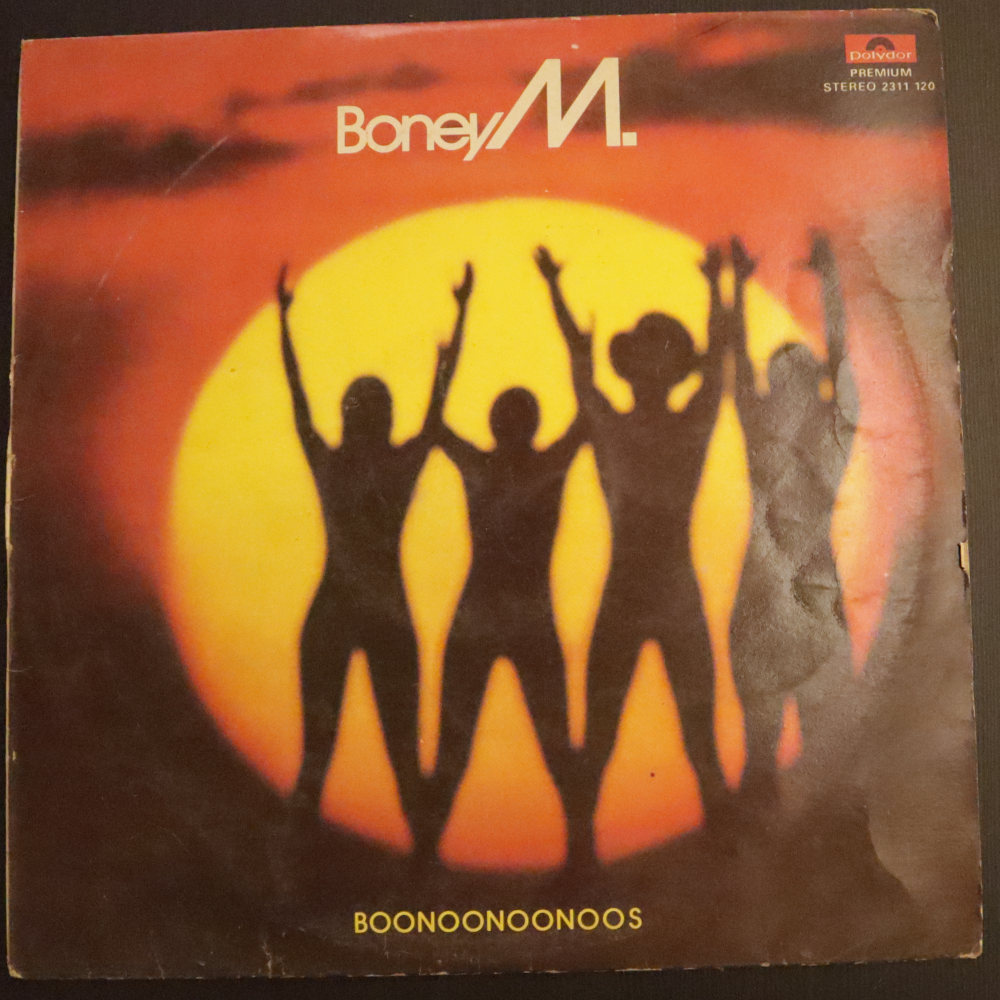 polydor
PREMIUM
STEREO 2311 120
Boney M.
BOONOONOONOOS